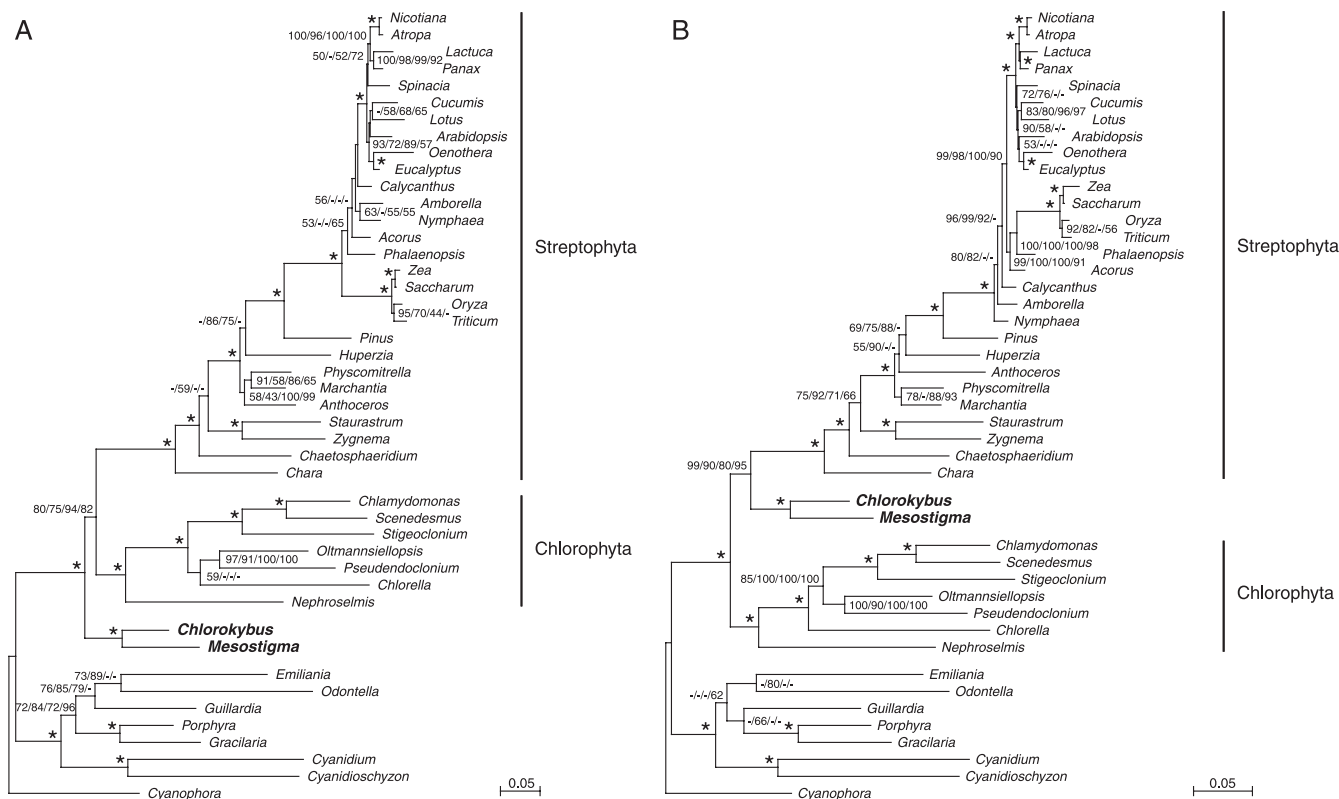 A
Nicotiana
Atropa
100/96/100/100
50/-/52/72
Lactuca
100/98/99/92
Panax
Spinacia
*
Cucumis
-/58/68/65
Lotus
Arabidopsis
93/72/89/57
Oenothera
*
Eucalyptus
Calycanthus
56/-/-/-
Amborella
63/-/55/55
Nymphaea
53/-/-/65
Acorus
Phalaenopsis
*
Zea
*
*
Saccharum
Oryza
95/70/44/-
Triticum
*
-/86/75/-
Pinus
Huperzia
*
Physcomitrella
91/58/86/65
Marchantia
58/43/100/99
Anthoceros
-/59/-/-
*
Staurastrum
*
Zygnema
*
Chaetosphaeridium
Chara
Streptophyta
80/75/94/82
*
Chlamydomonas
*
Scenedesmus
*
Stigeoclonium
Oltmannsiellopsis
97/91/100/100
Pseudendoclonium
59/-/-/-
Chlorella
*
*
Nephroselmis
Chlorophyta
*
Chlorokybus
Mesostigma
73/89/-/-
Emiliania
76/85/79/-
Odontella
72/84/72/96
Guillardia
*
Porphyra
Gracilaria
*
*
Cyanidium
Cyanidioschyzon
Cyanophora
0.05
B
*
Nicotiana
*
Atropa
Lactuca
*
*
Panax
Spinacia
72/76/-/-
Cucumis
83/80/96/97
Lotus
90/58/-/-
Arabidopsis
53/-/-/-
Oenothera
*
Eucalyptus
99/98/100/90
*
Zea
*
Saccharum
Oryza
92/82/-/56
Triticum
96/99/92/-
100/100/100/98
Phalaenopsis
99/100/100/91
Acorus
80/82/-/-
Calycanthus
Amborella
*
Nymphaea
69/75/88/-
Pinus
55/90/-/-
Huperzia
*
Anthoceros
Physcomitrella
78/-/88/93
Marchantia
75/92/71/66
*
Staurastrum
*
Zygnema
Chaetosphaeridium
99/90/80/95
Chara
Streptophyta
*
Chlorokybus
Mesostigma
*
*
Chlamydomonas
*
Scenedesmus
Stigeoclonium
85/100/100/100
Oltmannsiellopsis
*
100/90/100/100
Pseudendoclonium
*
Chlorella
Nephroselmis
Chlorophyta
Emiliania
-/80/-/-
Odontella
-/-/-/62
Guillardia
-/66/-/-
*
Porphyra
Gracilaria
*
*
Cyanidium
Cyanidioschyzon
Cyanophora
0.05